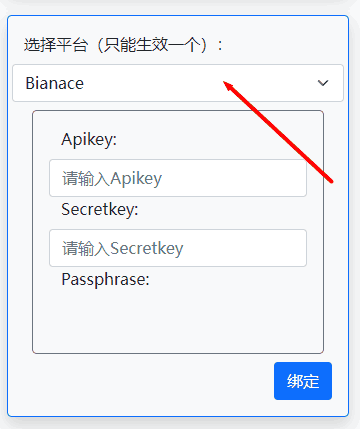 选择平台（只能生效一个）:
Bianace
Apikey:
请输入Apikey
Secretkey:
请输入Secretkey
Passphrase:
绑定